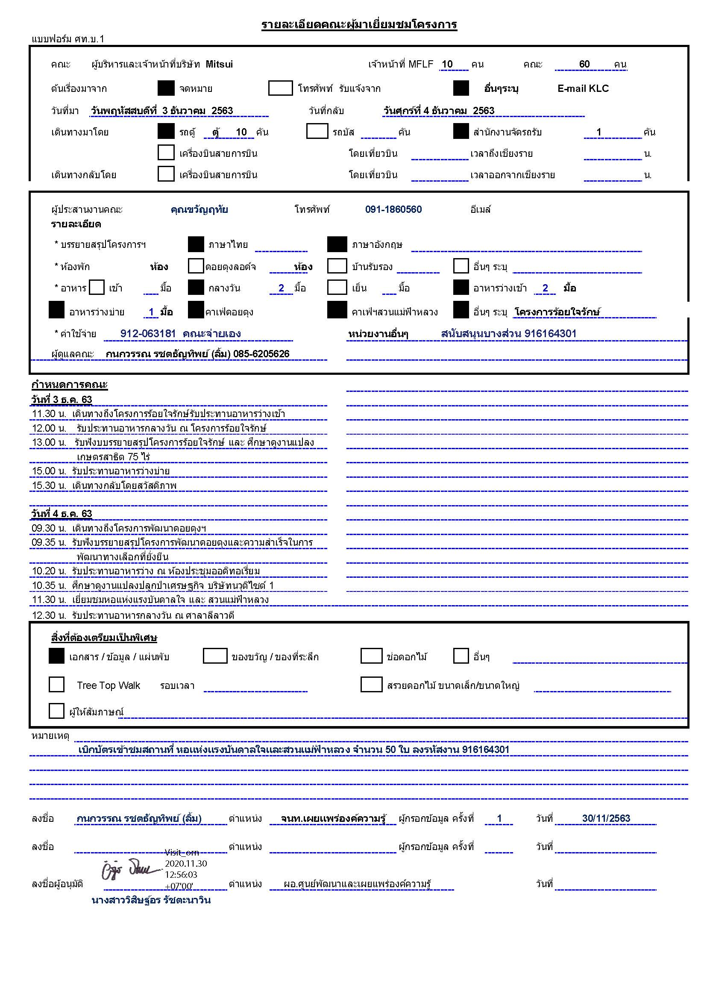 รายละเอียดคณะผู้มาเยี่ยมชมโครงการ
แบบฟอร์ม ศท.บ.1
คณะ ผู้บริหารและเจ้าหน้าที่บริษัท Mitsui เจ้าหน้าที่ MFLF 10 คน คณะ 60 คน
ต้นเรื่องมาจาก จดหมาย โทรศัพท์ รับแจ้งจาก อื่นๆระบุ E-mail KLC
วันที่มา วันพฤหัสสบดีที่ 3 ธันวาคม 2563 วันที่กลับ วันศุกร์ที่ 4 ธันวาคม 2563
เดินทางมาโดย รถตู้ ตู้ 10 คัน รถบัส คัน สำนักงานจัดรถรับ 1 คัน
เครื่องบินสายการบิน โดยเที่ยวบิน เวลาถึงเชียงราย น.
เดินทางกลับโดย เครื่องบินสายการบิน โดยเที่ยวบิน เวลาออกจากเชียงราย น.
ผู้ประสานงานคณะ คุณขวัญฤทัย โทรศัพท์ 091-1860560 อีเมล์
รายละเอียด
* บรรยายสรุปโครงการฯ ภาษาไทย ภาษาอังกฤษ
* ห้องพัก ห้อง ดอยตุงลอด์จ ห้อง บ้านรับรอง อื่นๆ ระบุ
* อาหาร เช้า มื้อ กลางวัน 2 มื้อ เย็น มื้อ อาหารว่างเช้า 2 มื้อ
อาหารว่างบ่าย 1 มื้อ คาเฟ่ดอยตุง คาเฟ่ฯสวนแม่ฟ้าหลวง อื่นๆ ระบุ โครงการร้อยใจรักษ์
* ค่าใช้จ่าย 912-063181 คณะจ่ายเอง หน่วยงานอื่นๆ สนับสนุนบางส่วน 916164301
ผู้ดูแลคณะ กนกวรรณ รชตธัญทิพย์ (ลิ้ม) 085-6205626
กำหนดการคณะ
วันที่ 3 ธ.ค. 63
11.30 น. เดินทางถึงโครงการร้อยใจรักษ์รับประทานอาหารว่างเช้า
12.00 น. รับประทานอาหารกลางวัน ณ โครงการร้อยใจรักษ์
13.00 น. รับฟังบบรรยายสรุปโครงการร้อยใจรักษ์ และ ศึกษาดูงานแปลง
เกษตรสาธิต 75 ไร่
15.00 น. รับประทานอาหารว่างบ่าย
15.30 น. เดินทางกลับโดยสวัสดิภาพ
วันที่ 4 ธ.ค. 63
09.30 น. เดินทางถึงโครงการพัฒนาดอยตุงฯ
09.35 น. รับฟังบรรยายสรุปโครงการพัฒนาดอยตุงและความสำเร็จในการ
พัฒนาทางเลือกที่ยั่งยืน
10.20 น. รับประทานอาหารว่าง ณ ห้องประชุมออดิทอเรี่ยม
10.35 น. ศึกษาดูงานแปลงปลูกป่าเศรษฐกิจ บริษัทนวุติไซต์ 1
11.30 น. เยี่ยมชมหอแห่งแรงบันดาลใจ และ สวนแม่ฟ้าหลวง
12.30 น. รับประทานอาหารกลางวัน ณ ศาลาลีลาวดี
สิ่งที่ต้องเตรียมเป็นพิเศษ
เอกสาร / ข้อมูล / แผ่นพับ ของขวัญ / ของที่ระลึก ช่อดอกไม้ อื่นๆ
Tree Top Walk รอบเวลา สรวยดอกไม้ ขนาดเล็ก/ขนาดใหญ่
ผู้ให้สัมภาษณ์
หมายเหตุ
เบิกบัตรเข้าชมสถานที่ หอแห่งแรงบันดาลใจและสวนแม่ฟ้าหลวง จำนวน 50 ใบ ลงรหัสงาน 916164301
ลงชื่อ กนกวรรณ รชตธัญทิพย์ (ลิ้ม) ตำแหน่ง จนท.เผยแพร่องค์ความรู้ ผู้กรอกข้อมูล ครั้งที่ 1 วันที่ 30/11/2563
ลงชื่อ ตำแหน่ง ผู้กรอกข้อมูล ครั้งที่ วันที่
Visit_orn
2020.11.30
12:56:03
+07'00'
ลงชื่อผู้อนุมัติ ตำแหน่ง ผอ.ศูนย์พัฒนาและเผยแพร่องค์ความรู้ วันที่
นางสาววิสิษฐ์อร รัชตะนาวิน